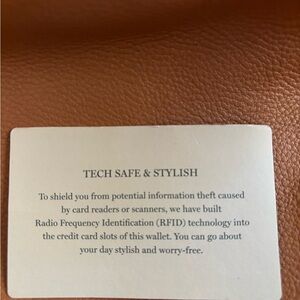 TECH SAFE & STYLISH
To shield you from potential information theft caused
by card readers or scanners, we have built
Radio Frequency Identification (RFID) technology into
the credit card slots of this wallet. You can go about
your day stylish and worry-free.